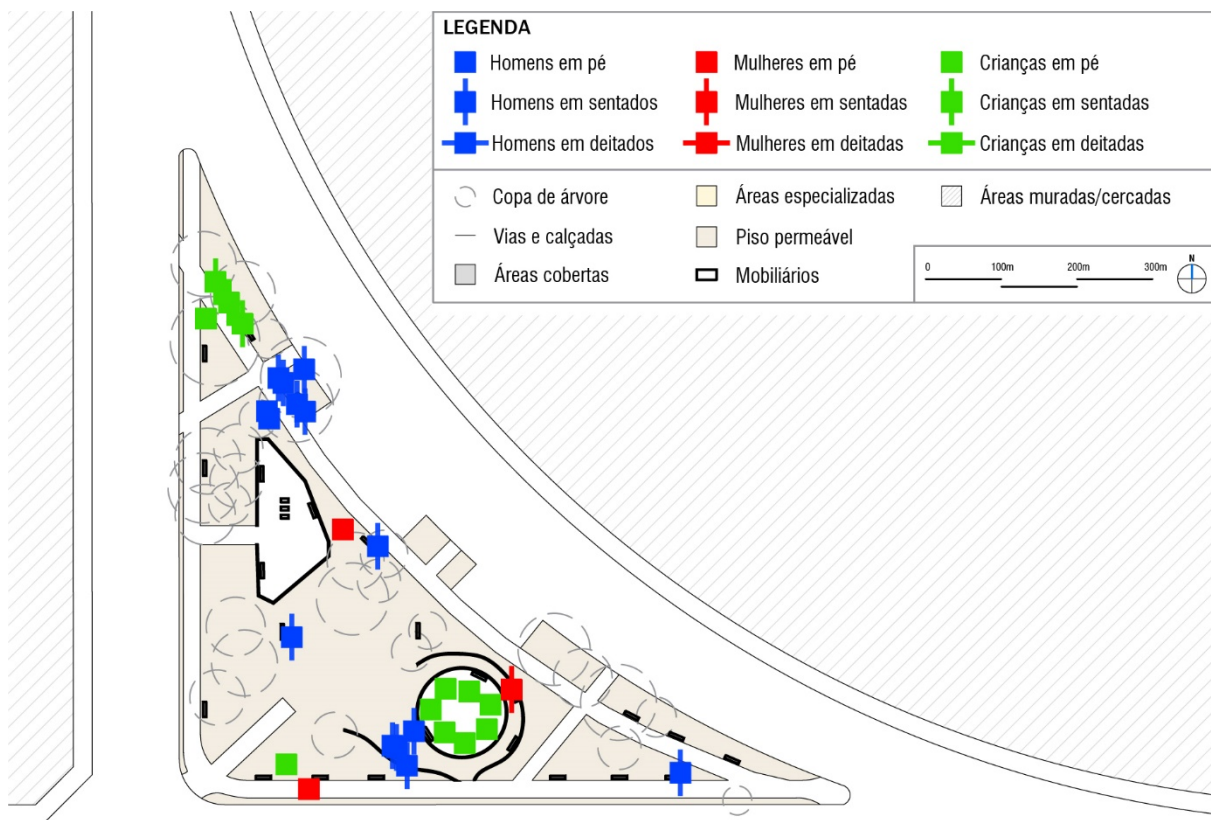 LEGENDA
Homens em pé
Mulheres em pé
Crianças em pé
Homens em sentados
Mulheres em sentadas
Crianças em sentadas
Homens em deitados
Mulheres em deitadas
Crianças em deitadas
Copa de árvore
Áreas especializadas
Áreas muradas/cercadas
Vias e calçadas
Piso permeável
Áreas cobertas
Mobiliários
0 100m 200m 300m
N